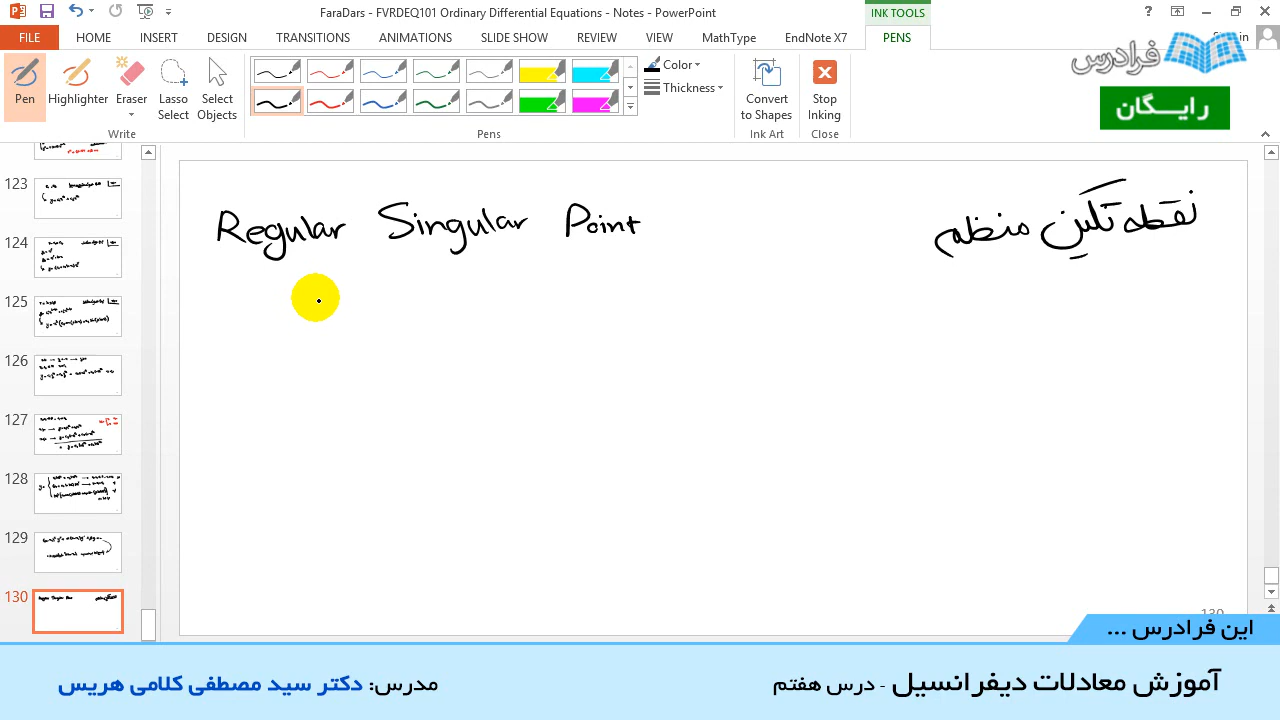 FaraDars - FVRDEQ101 Ordinary Differential Equations - Notes - PowerPoint
INK TOOLS
FILE HOME INSERT DESIGN TRANSITIONS ANIMATIONS SLIDE SHOW REVIEW VIEW MathType EndNote X7 PENS
فرادرس
رایگان
Pen Highlighter Eraser Lasso Select Select Objects
Color
Thickness
Convert to Shapes
Stop Inking
Write Pens Ink Art Close
Regular Singular Point نقطه تکین منظم
123
124
125
126
127
128
129
130
این فرادرس ...
آموزش معادلات دیفرانسیل - درس هفتم
مدرس: دکتر سید مصطفی کلامی هریس